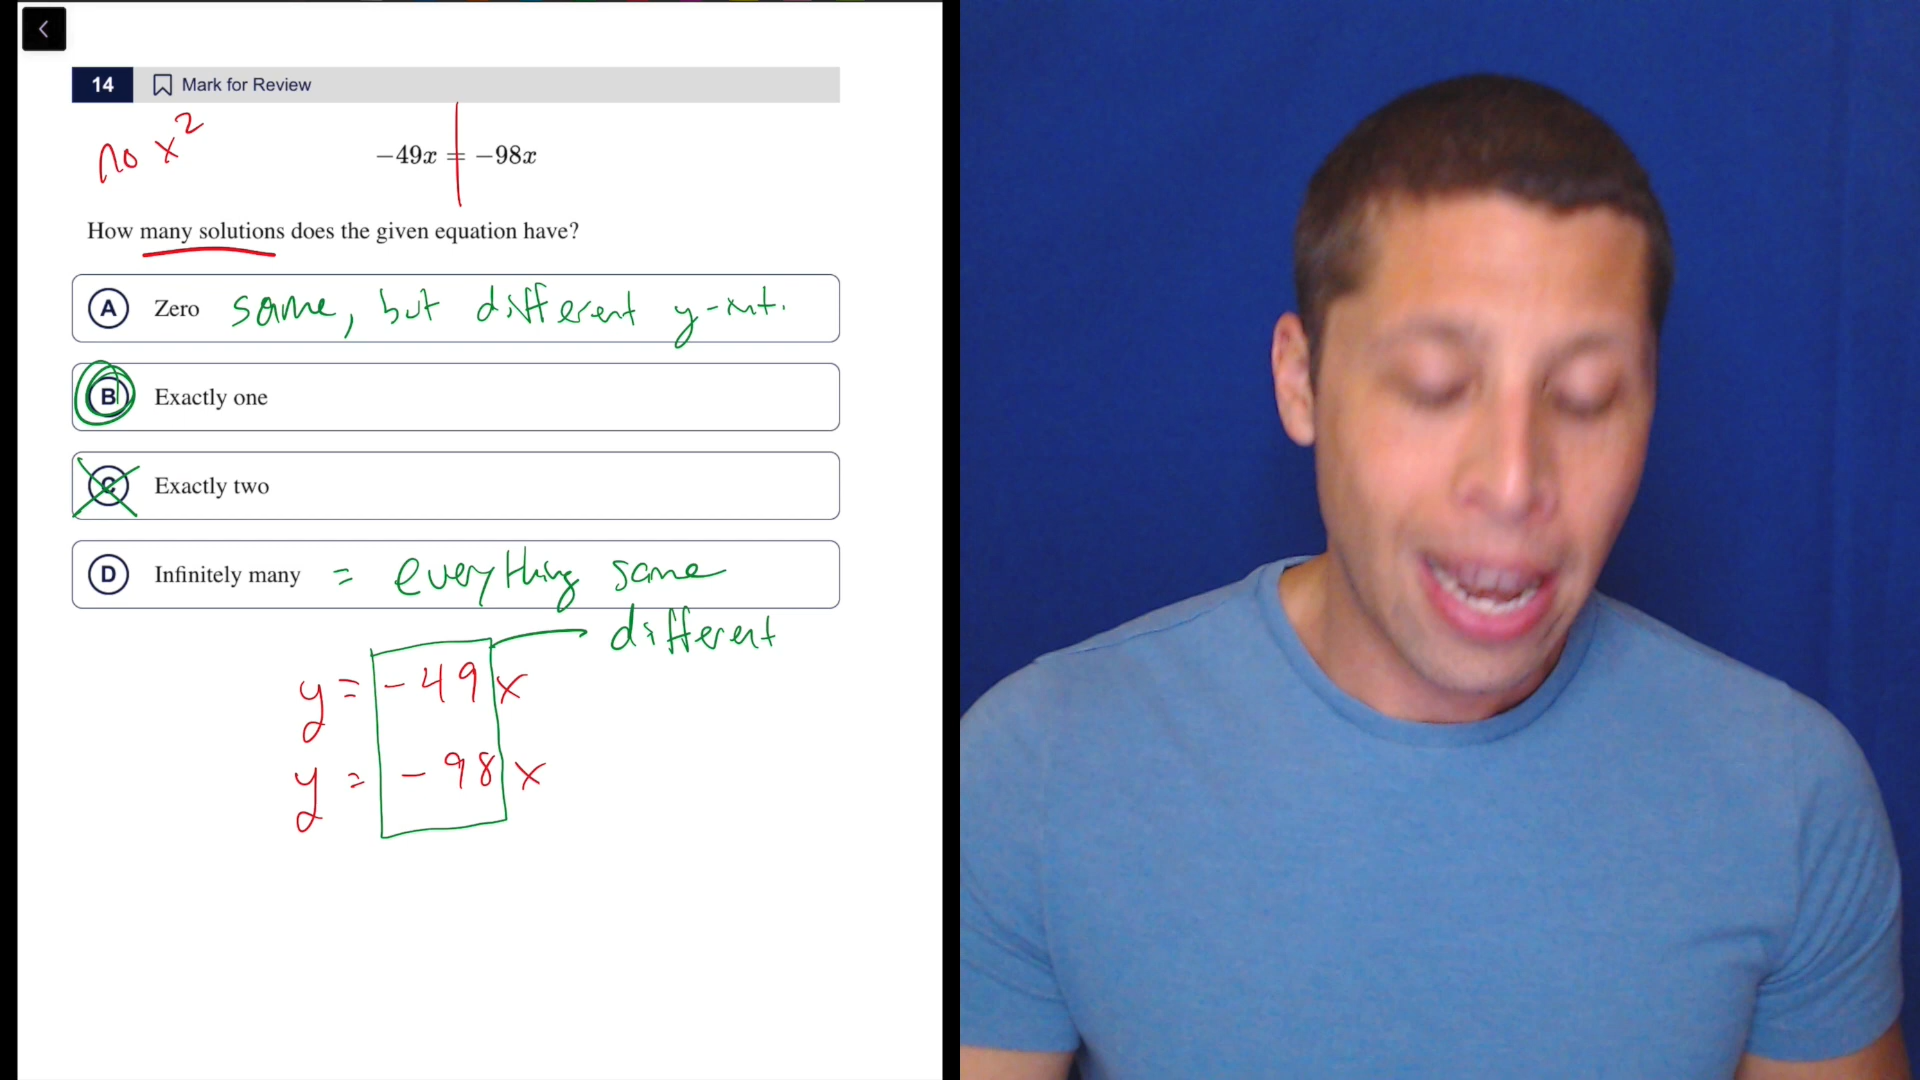 14 Mark for Review
no x²
−49x = −98x
How many solutions does the given equation have?
A Zero same, but different y-int.
B Exactly one
C Exactly two
D Infinitely many = everything same
different
y = -49x
y = -98x